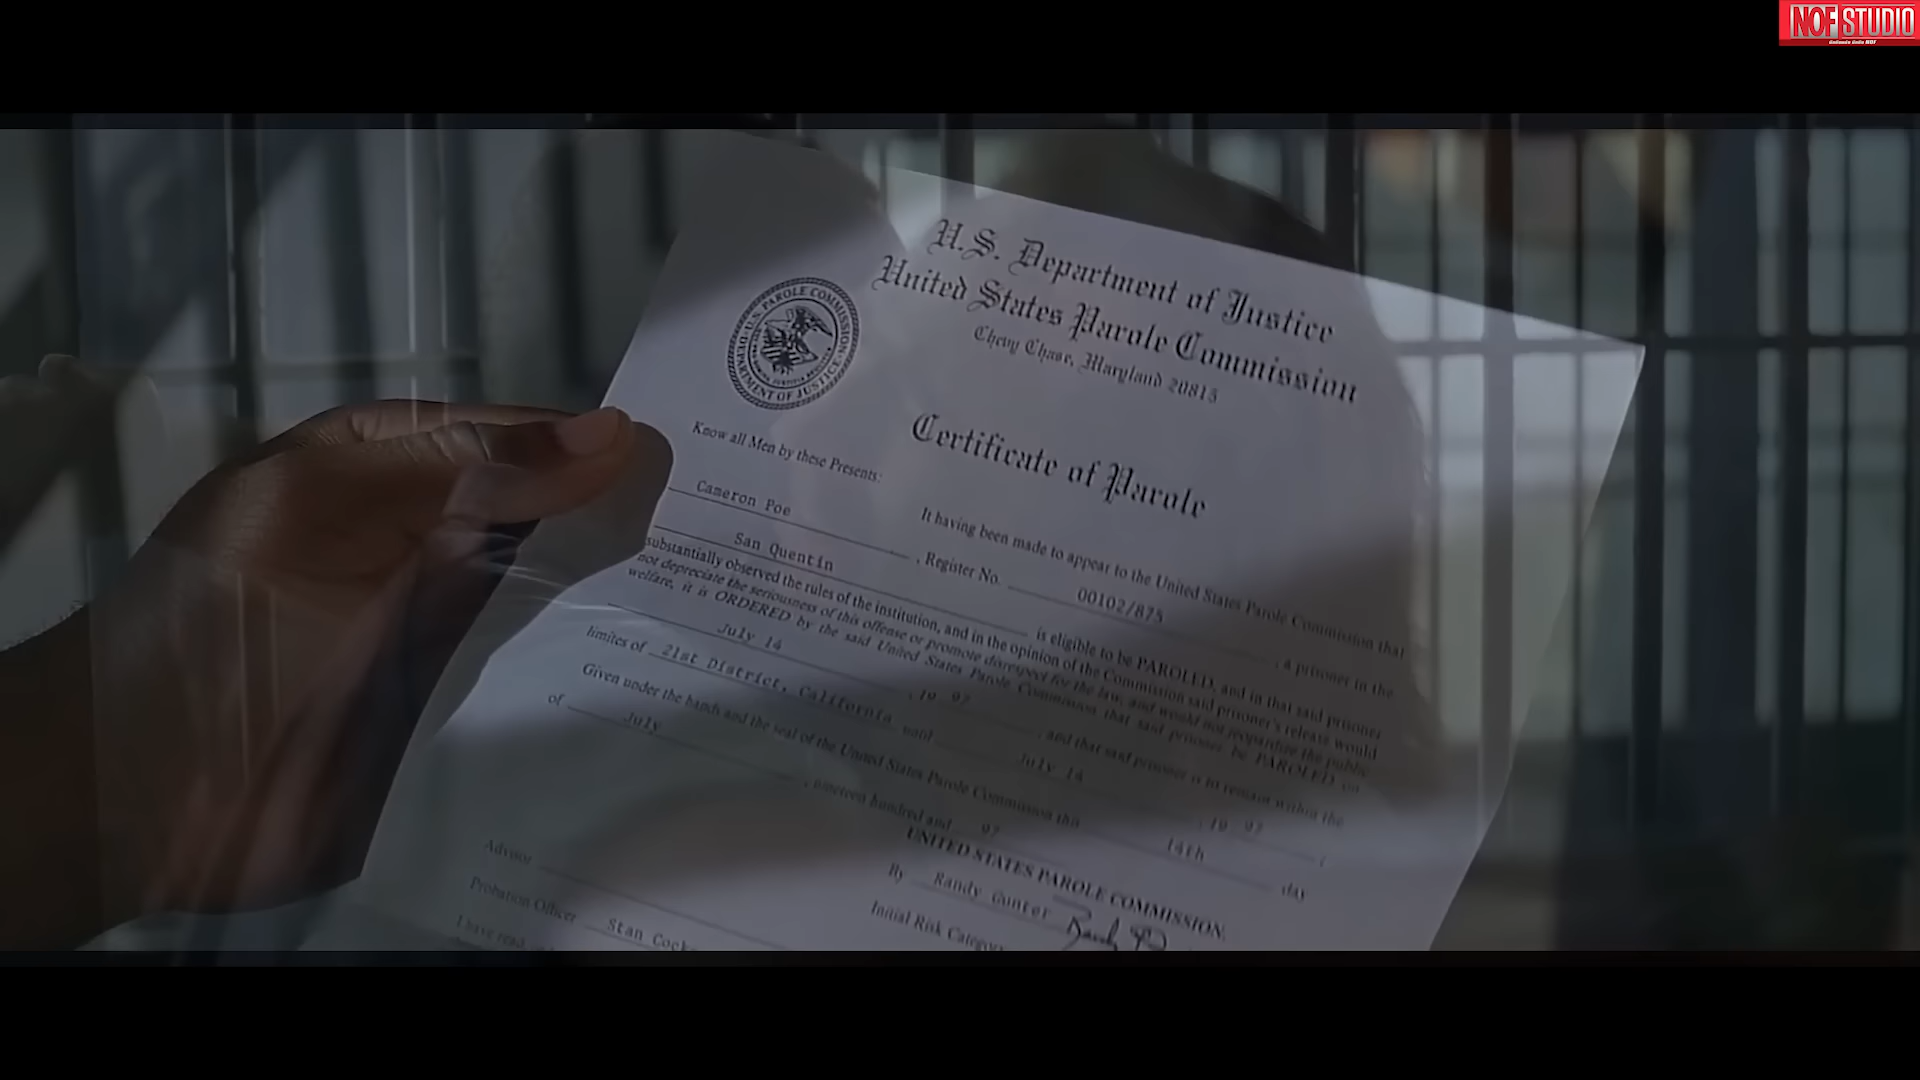 NOF STUDIO
U.S. Department of Justice
United States Parole Commission
Chevy Chase, Maryland 20815
U.S. PAROLE COMMISSION
DEPARTMENT OF JUSTICE
Certificate of Parole
Know all Men by these Presents:
It having been made to appear to the United States Parole Commission that
Cameron Poe, Register No. 00102/875, a prisoner in the
San Quentin is eligible to be PAROLED, and in that said prisoner
substantially observed the rules of the institution, and in the opinion of the Commission said prisoner's release would
not depreciate the seriousness of this offense or promote disrespect for the law, and would not jeopardize the public
welfare, it is ORDERED by the said United States Parole Commission that said prisoner be PAROLED on
July 14, 19 97, and that said prisoner is to remain within the
limites of 21st District, California until July 14, 19 97;
Given under the hands and the seal of the United States Parole Commission this 14th day
of July, nineteen hundred and 97
UNITED STATES PAROLE COMMISSION,
By Randy Gunter
Advisor
Initial Risk Category
Probation Officer Stan
I have read,